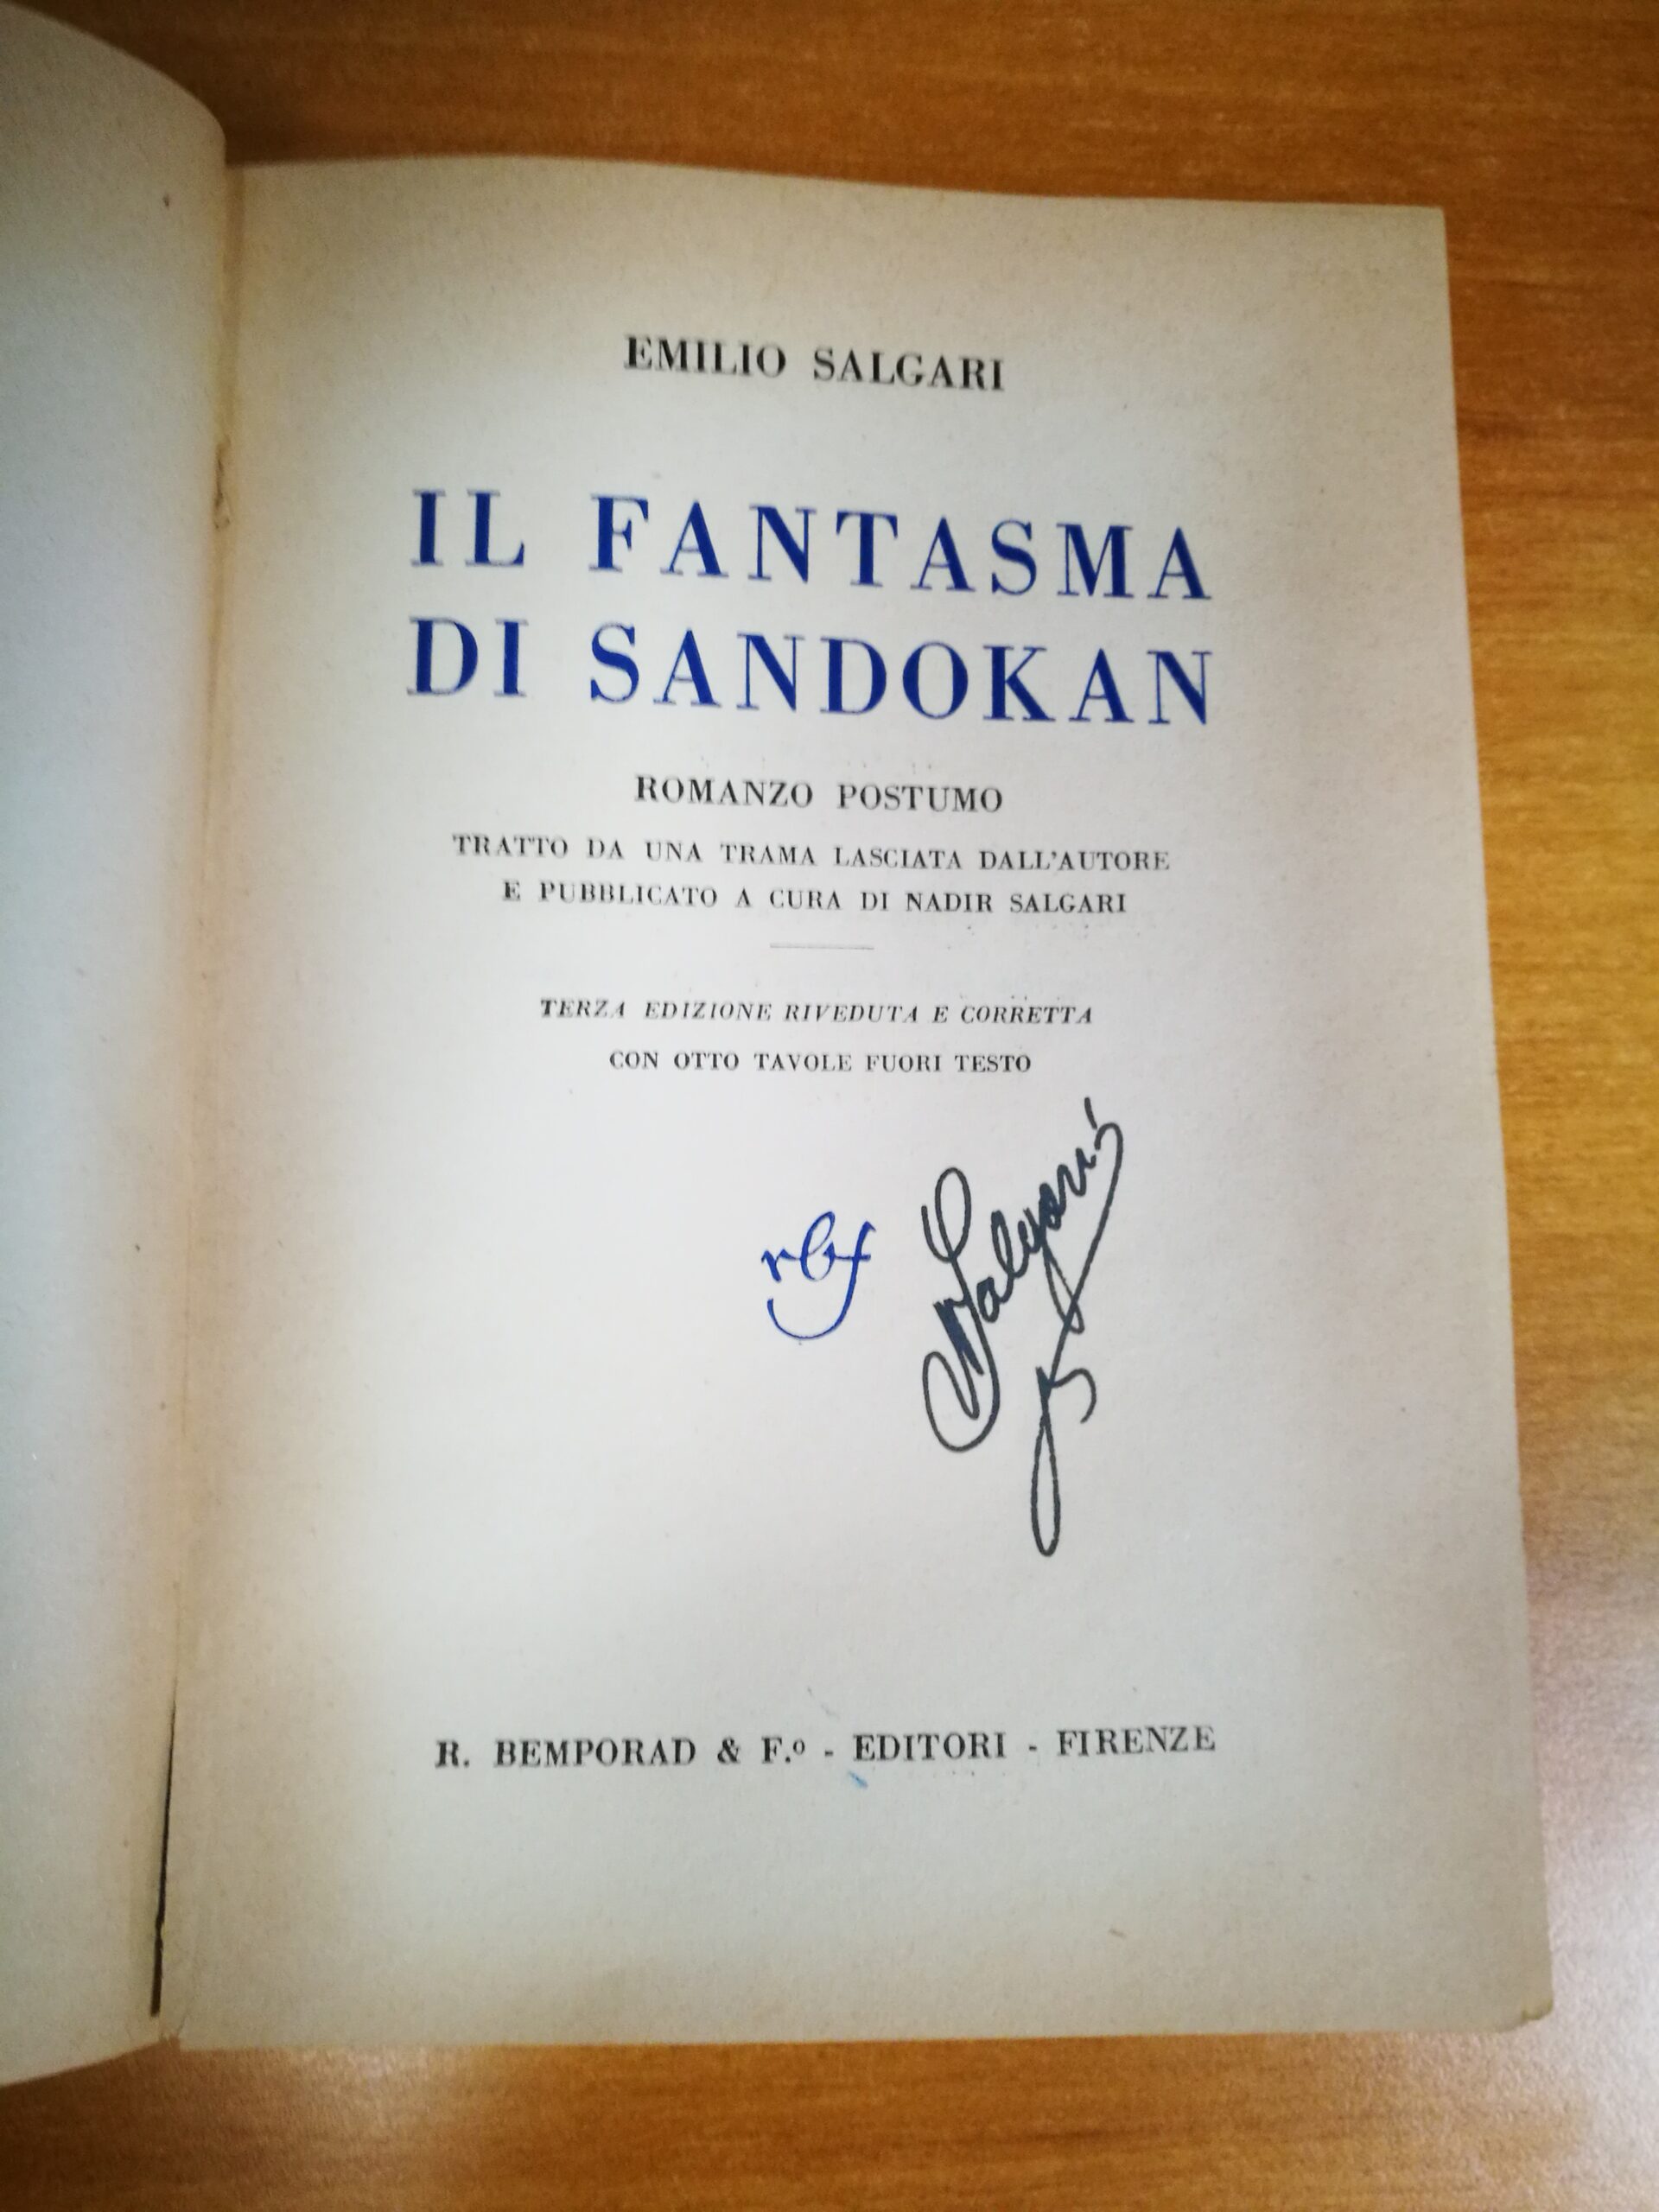 EMILIO SALGARI
IL FANTASMA
DI SANDOKAN
ROMANZO POSTUMO
TRATTO DA UNA TRAMA LASCIATA DALL'AUTORE
E PUBBLICATO A CURA DI NADIR SALGARI
TERZA EDIZIONE RIVEDUTA E CORRETTA
CON OTTO TAVOLE FUORI TESTO
Salgari
R. BEMPORAD & F.º - EDITORI - FIRENZE